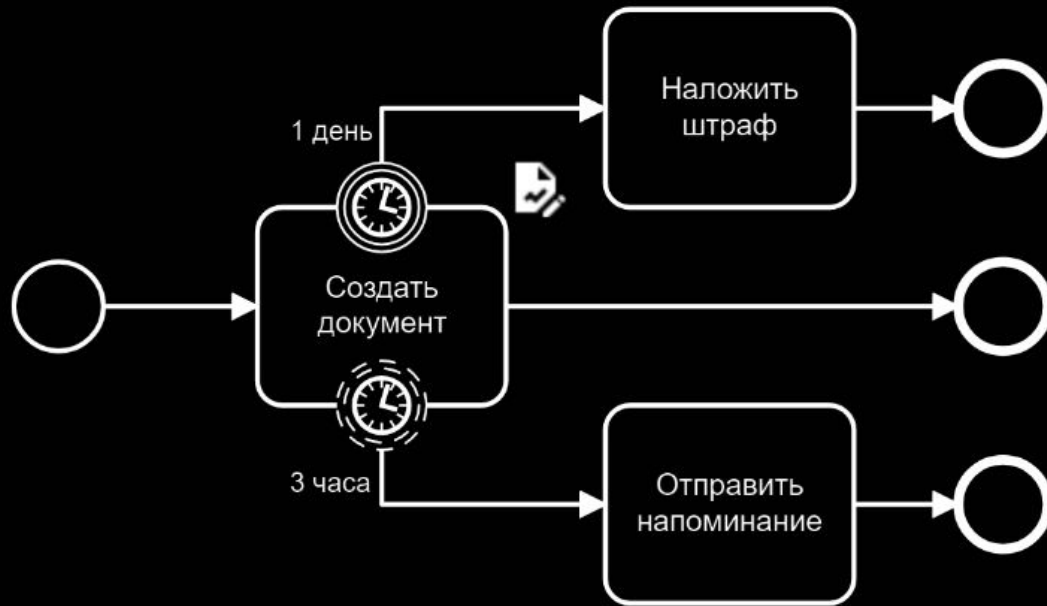 Наложить
штраф
1 день
Создать
документ
3 часа
Отправить
напоминание